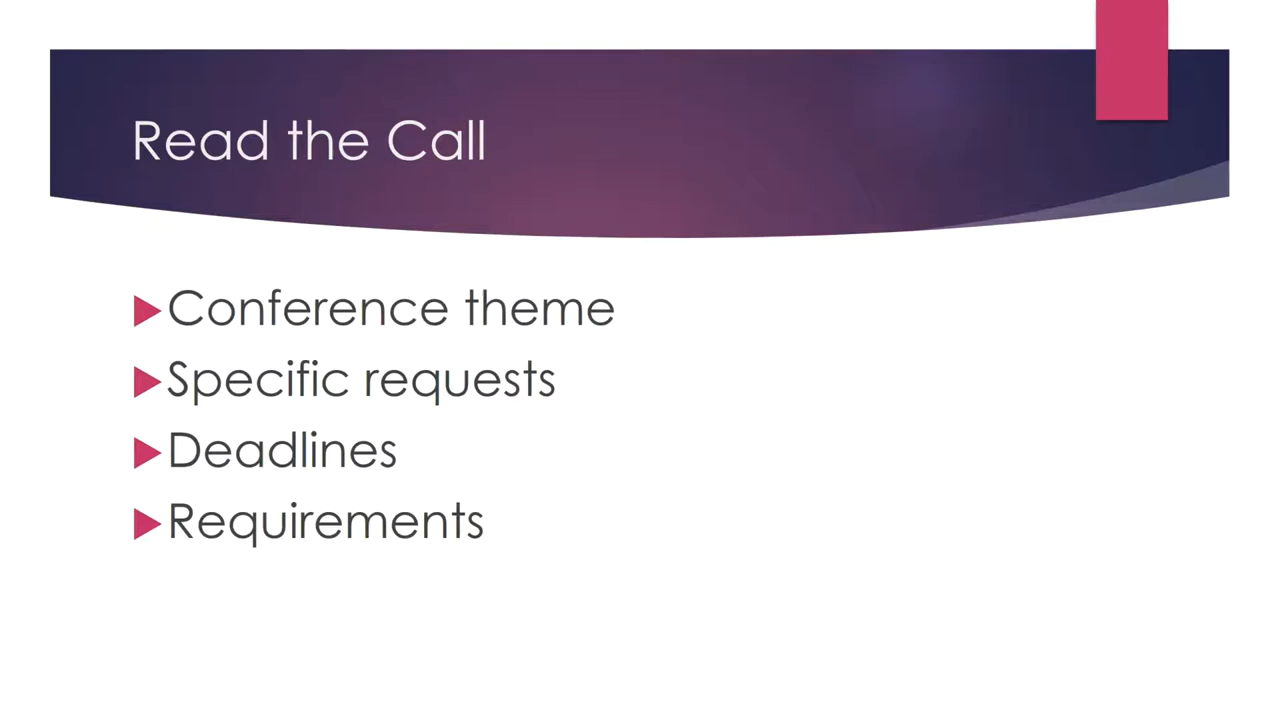 Read the Call
Conference theme
Specific requests
Deadlines
Requirements